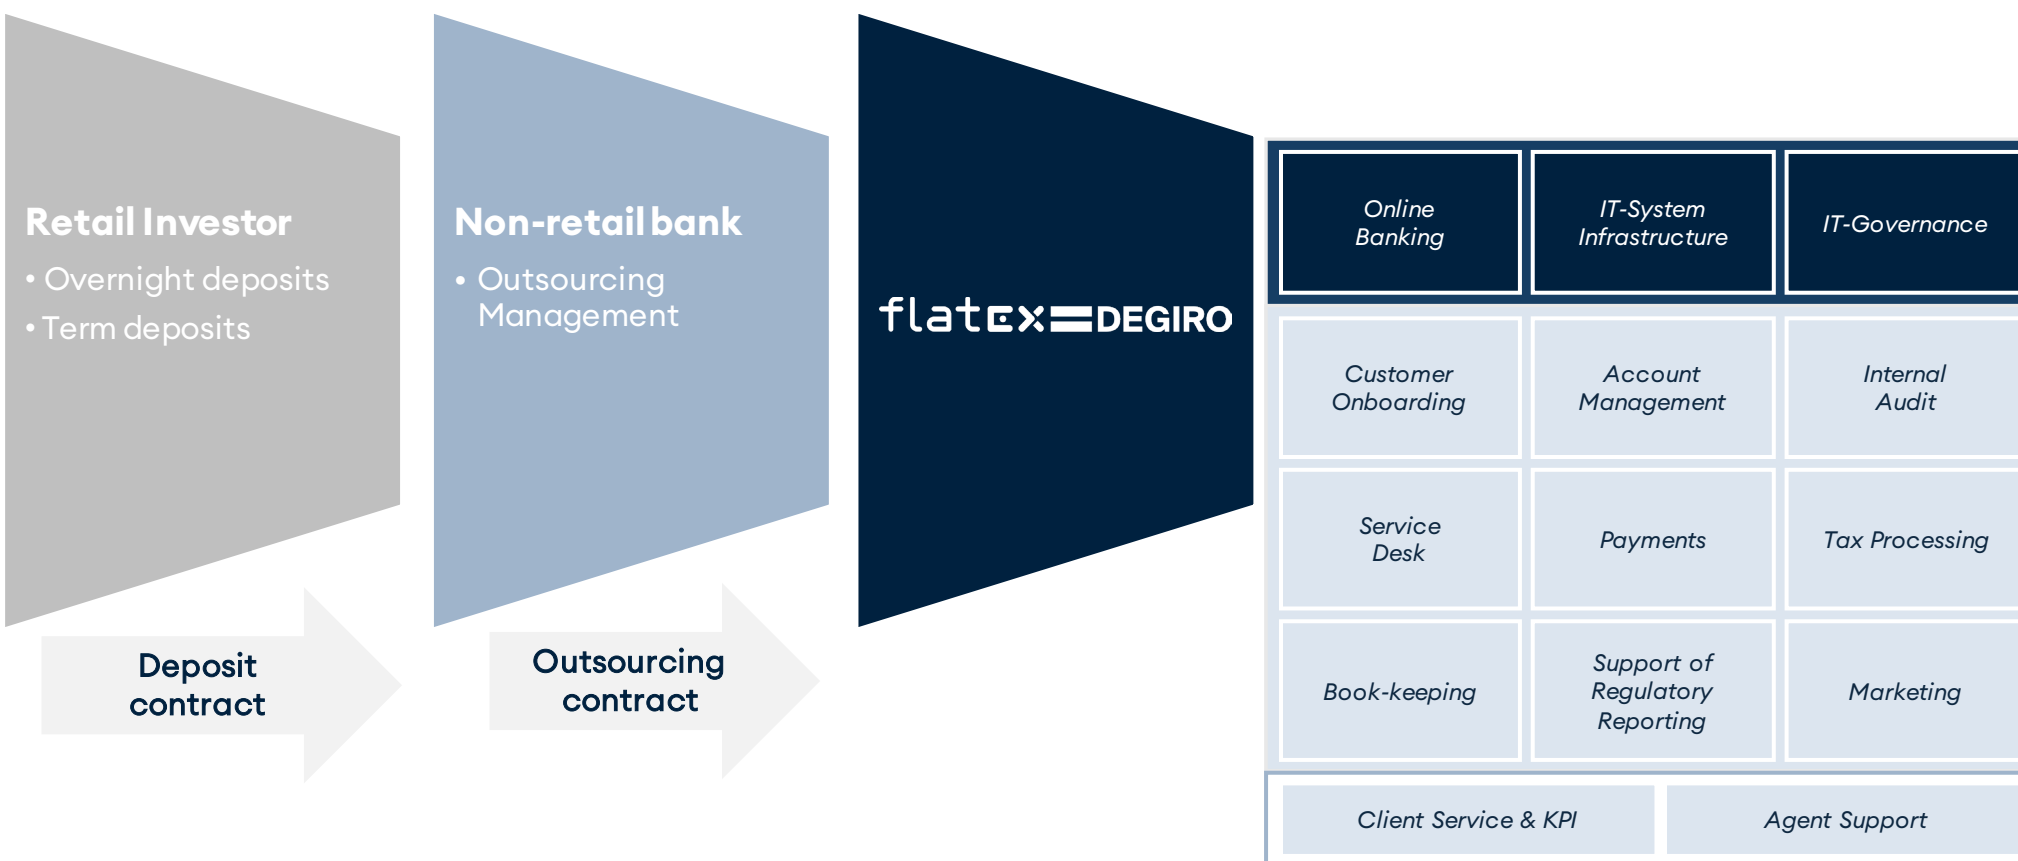 Retail Investor
• Overnight deposits
• Term deposits
Deposit
contract
Non-retail bank
• Outsourcing
Management
Outsourcing
contract
flatex=DEGIRO
Online
Banking
IT-System
Infrastructure
IT-Governance
Customer
Onboarding
Account
Management
Internal
Audit
Service
Desk
Payments
Tax Processing
Book-keeping
Support of
Regulatory
Reporting
Marketing
Client Service & KPI
Agent Support